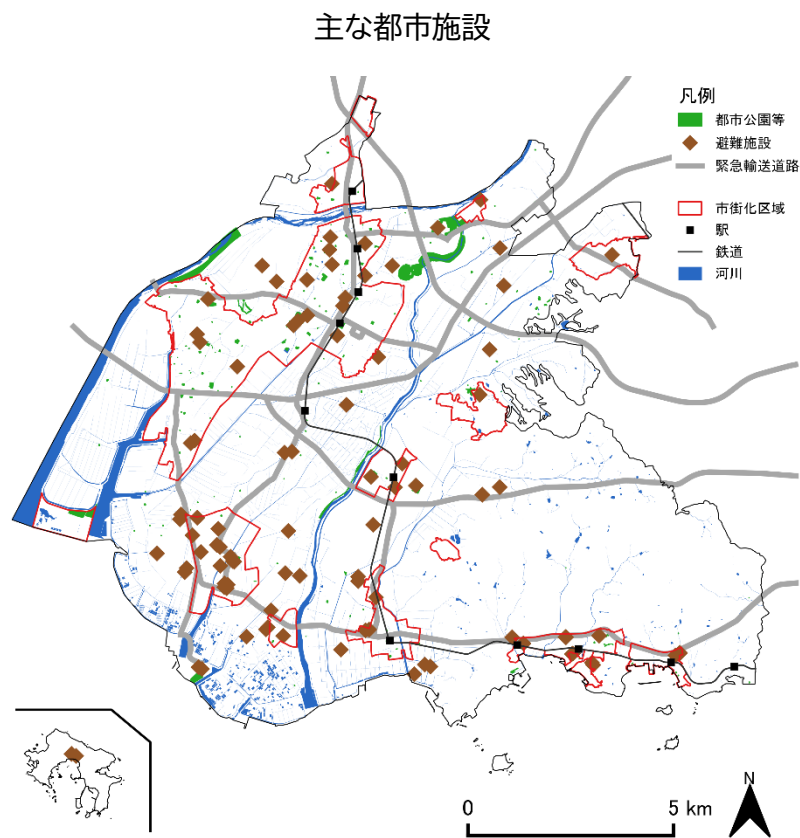 主な都市施設
凡例
都市公園等
避難施設
緊急輸送道路
市街化区域
駅
鉄道
河川
N
0 5 km